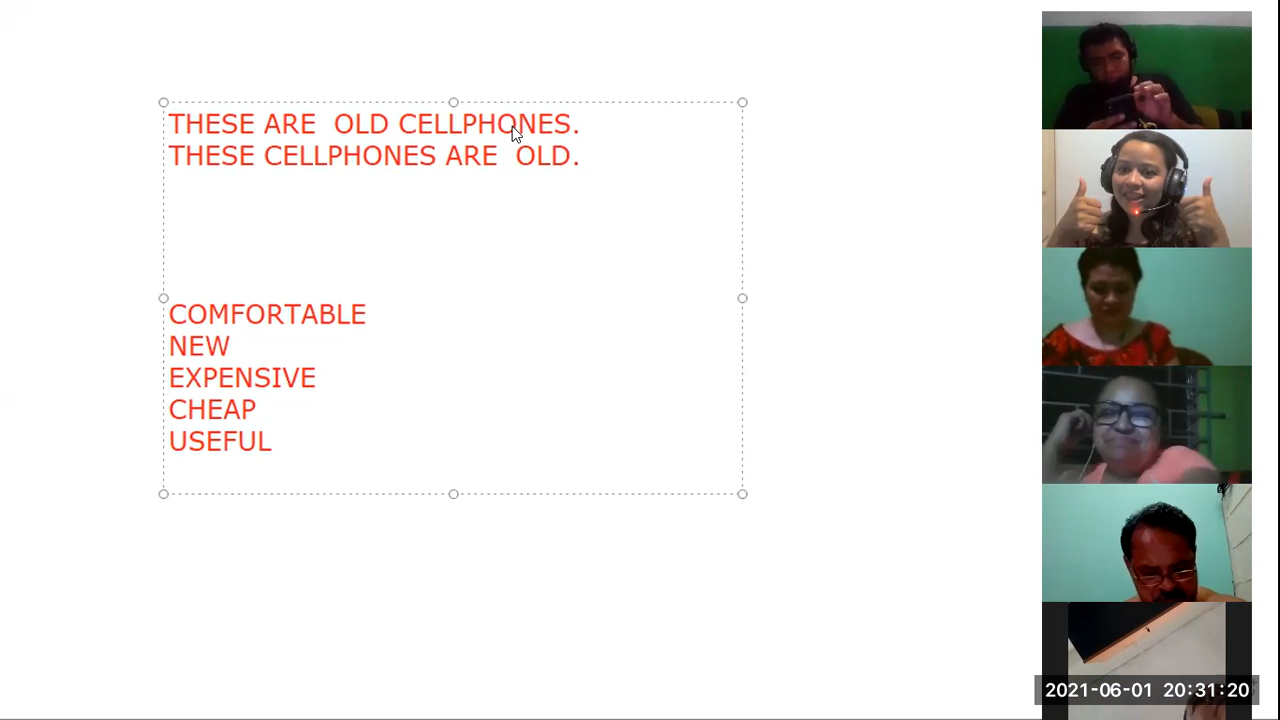 THESE ARE  OLD CELLPHONES.
THESE CELLPHONES ARE  OLD.
COMFORTABLE
NEW
EXPENSIVE
CHEAP
USEFUL
2021-06-01 20:31:20